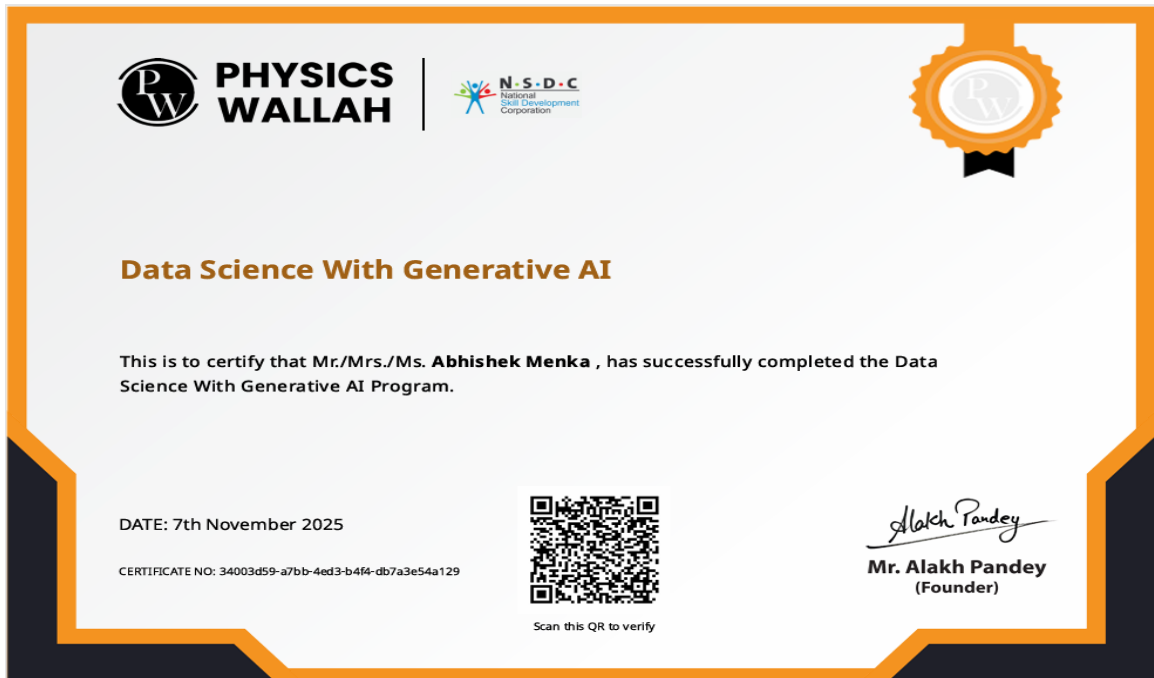 PW
PHYSICS
WALLAH
N·S·D·C
National
Skill Development
Corporation
PW
Data Science With Generative AI
This is to certify that Mr./Mrs./Ms. Abhishek Menka , has successfully completed the Data
Science With Generative AI Program.
DATE: 7th November 2025
CERTIFICATE NO: 34003d59-a7bb-4ed3-b4f4-db7a3e54a129
Scan this QR to verify
Alakh Pandey
Mr. Alakh Pandey
(Founder)